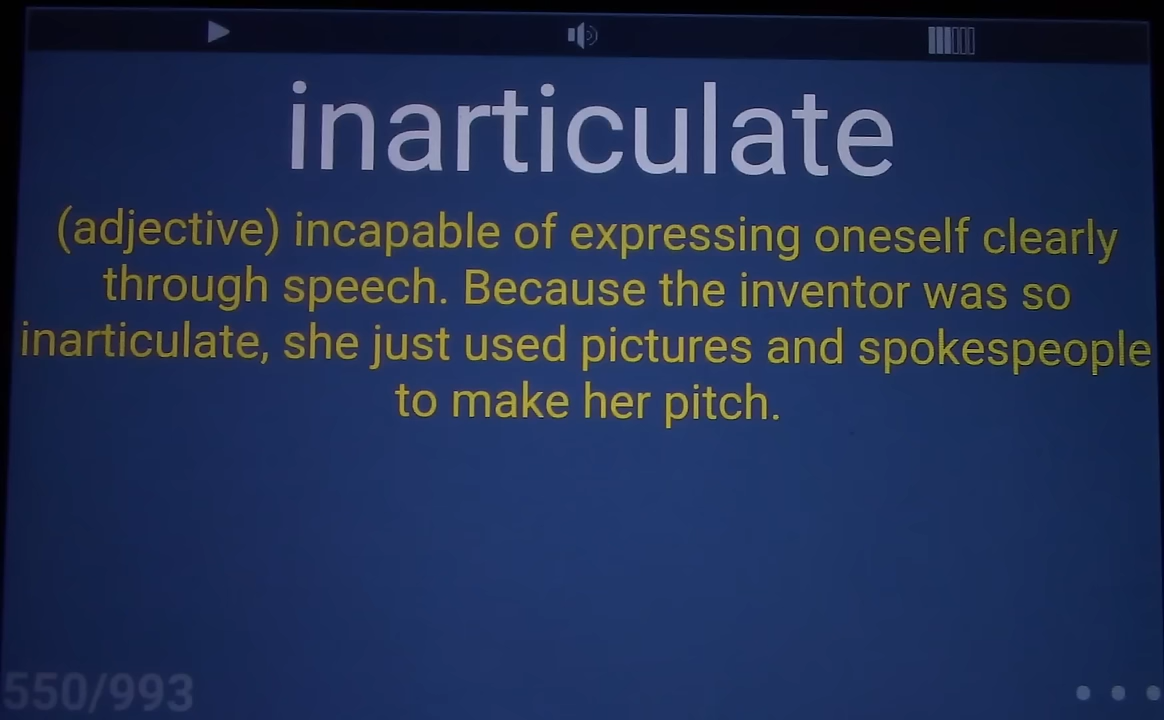 inarticulate
(adjective) incapable of expressing oneself clearly
through speech. Because the inventor was so
inarticulate, she just used pictures and spokespeople
to make her pitch.
550/993